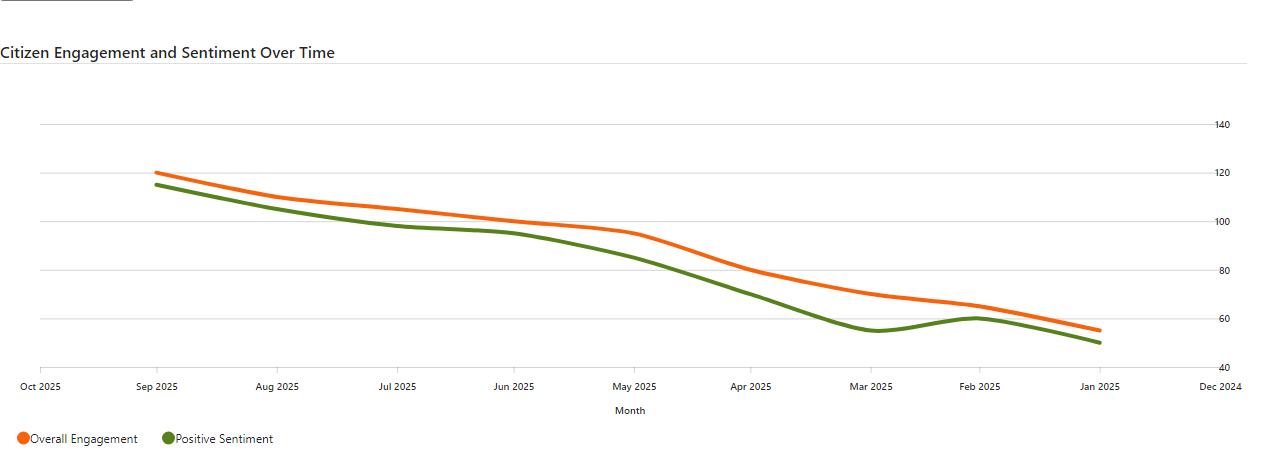 Citizen Engagement and Sentiment Over Time
140
120
100
80
60
40
Oct 2025 Sep 2025 Aug 2025 Jul 2025 Jun 2025 May 2025 Apr 2025 Mar 2025 Feb 2025 Jan 2025 Dec 2024
Month
Overall Engagement Positive Sentiment